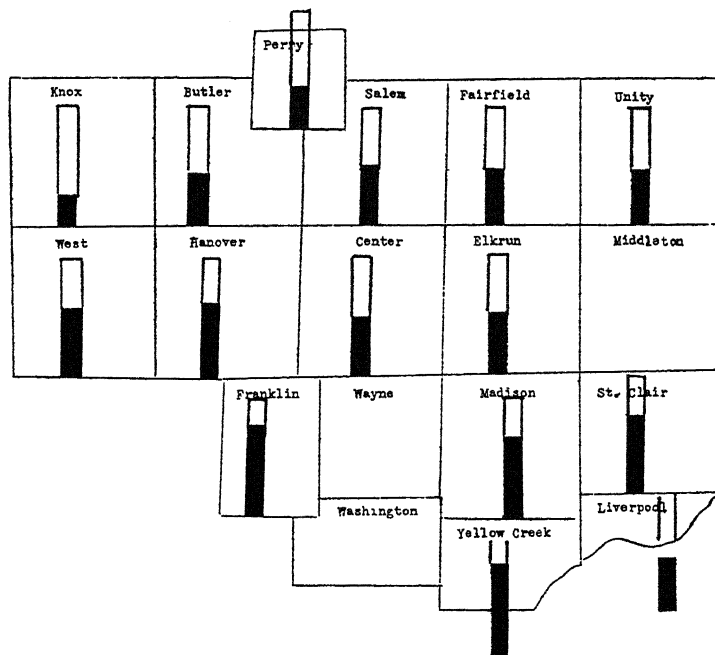 Perry
Knox
Butler
Salem
Fairfield
Unity
West
Hanover
Center
Elkrun
Middleton
Franklin
Wayne
Madison
St. Clair
Washington
Liverpool
Yellow Creek